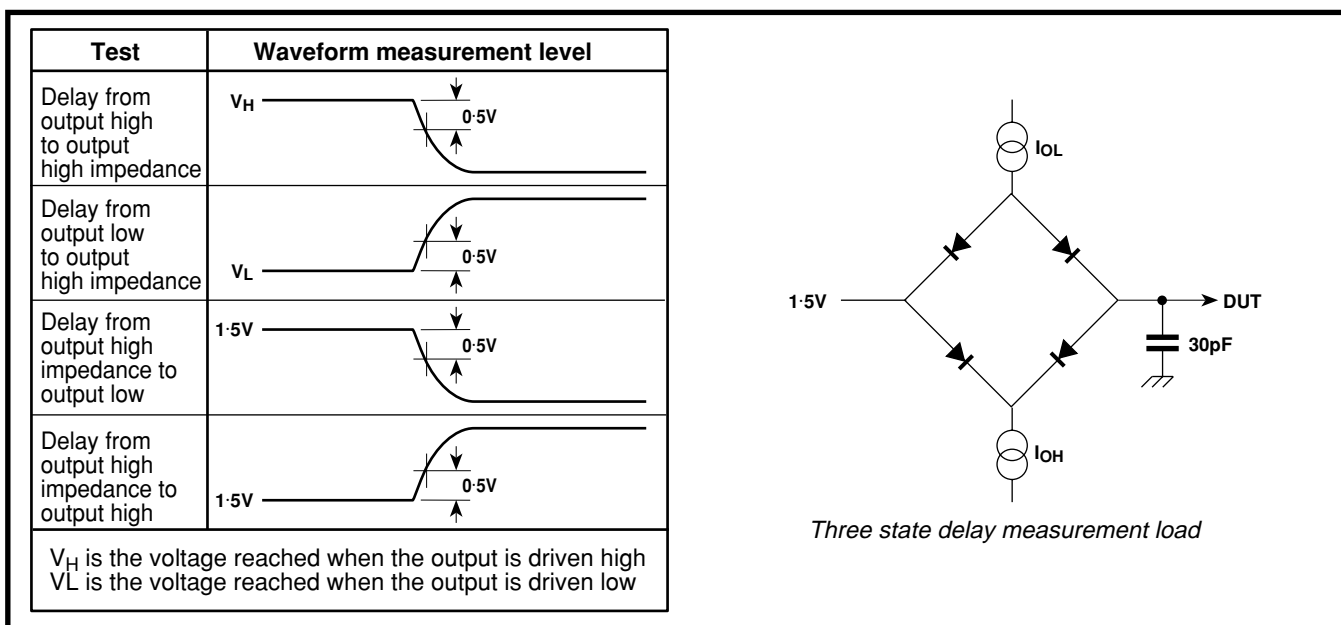 Test Waveform measurement level
Delay from
output high
to output
high impedance
VH
0·5V
Delay from
output low
to output
high impedance
VL
0·5V
Delay from
output high
impedance to
output low
1·5V
0·5V
Delay from
output high
impedance to
output high
1·5V
0·5V
VH is the voltage reached when the output is driven high
VL is the voltage reached when the output is driven low
IOL
1·5V
DUT
30pF
IOH
Three state delay measurement load